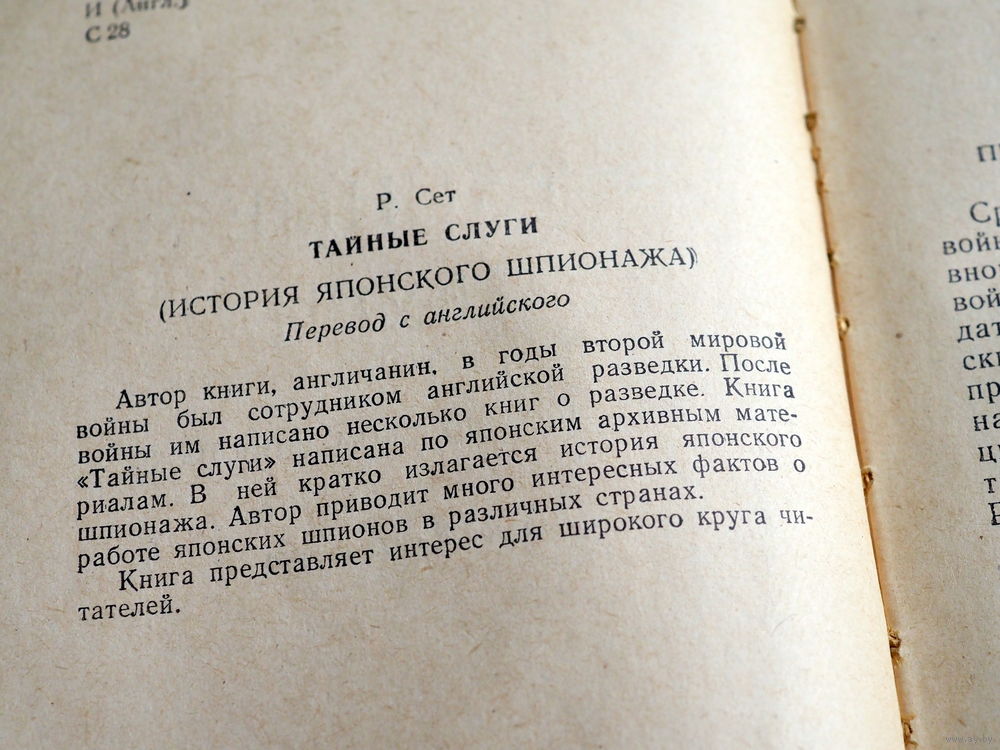 И (Англ.)
С 28
Р. Сет
ТАЙНЫЕ СЛУГИ
(ИСТОРИЯ ЯПОНСКОГО ШПИОНАЖА)
Перевод с английского
Автор книги, англичанин, в годы второй мировой
войны был сотрудником английской разведки. После
войны им написано несколько книг о разведке. Книга
«Тайные слуги» написана по японским архивным мате-
риалам. В ней кратко излагается история японского
шпионажа. Автор приводит много интересных фактов о
работе японских шпионов в различных странах.
Книга представляет интерес для широкого круга чи-
тателей.